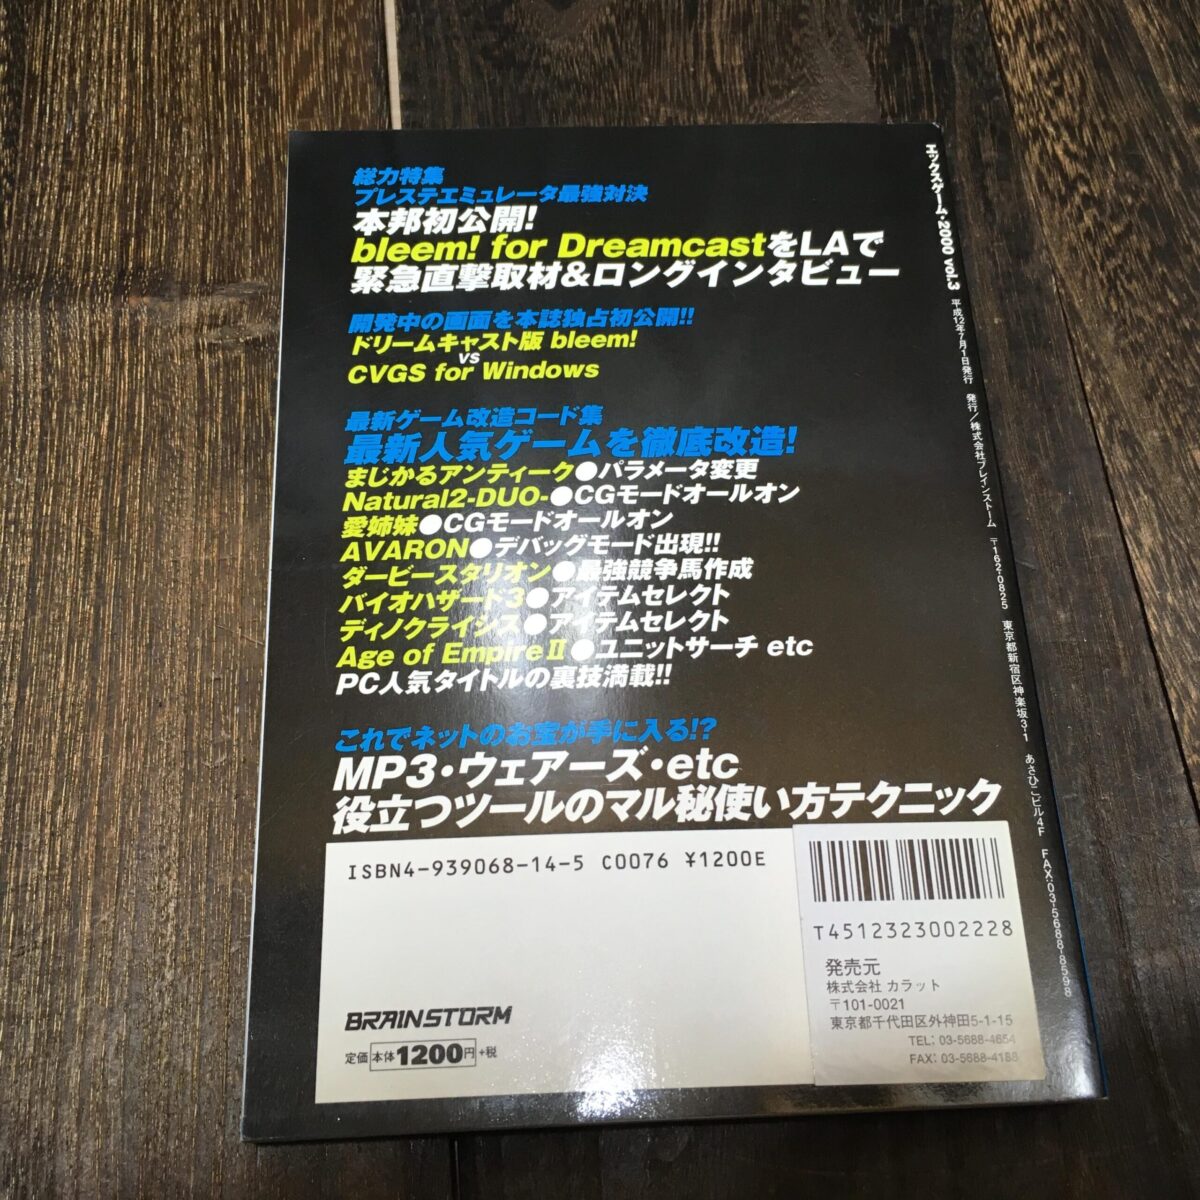 総力特集
プレステエミュレータ最強対決
本邦初公開!
bleem! for DreamcastをLAで
緊急直撃取材&ロングインタビュー
開発中の画面を本誌独占初公開!!
ドリームキャスト版 bleem!
VS
CVGS for Windows
最新ゲーム改造コード集
最新人気ゲームを徹底改造!
まじかるアンティーク●パラメータ変更
Natural2-DUO-●CGモードオールオン
愛姉妹●CGモードオールオン
AVARON●デバッグモード出現!!
ダービースタリオン●最強競争馬作成
バイオハザード3●アイテムセレクト
ディノクライシス●アイテムセレクト
Age of EmpireⅡ●ユニットサーチ etc
PC人気タイトルの裏技満載!!
これでネットのお宝が手に入る!?
MP3・ウェアーズ・etc
役立つツールのマル秘使い方テクニック
ISBN4-939068-14-5 C0076 ¥1200E
BRAINSTORM
定価 本体1200円 +税
T4512323002228
発売元
株式会社 カラット
〒101-0021
東京都千代田区外神田5-1-15
TEL: 03-5688-4654
FAX: 03-5688-4188
エックスゲーム・2000 vol.3 平成12年7月1日発行 発行/株式会社ブレインストーム 〒162-0825 東京都新宿区神楽坂3-1 あさひこビル4F FAX:03-5688-8598